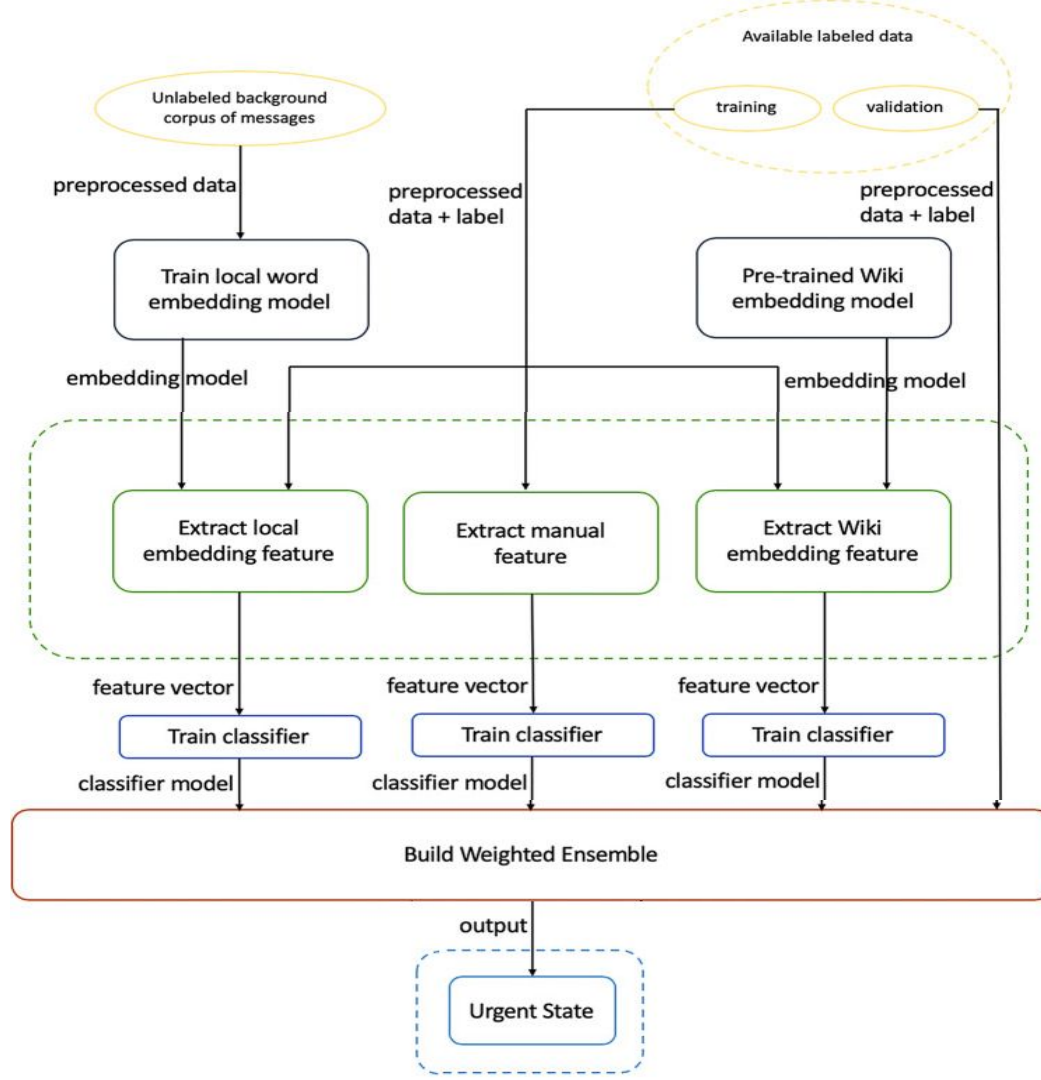 Available labeled data
Unlabeled background
corpus of messages
training
validation
preprocessed data
preprocessed
data + label
preprocessed
data + label
Train local word
embedding model
Pre-trained Wiki
embedding model
embedding model
embedding model
Extract local
embedding feature
Extract manual
feature
Extract Wiki
embedding feature
feature vector
feature vector
feature vector
Train classifier
Train classifier
Train classifier
classifier model
classifier model
classifier model
Build Weighted Ensemble
output
Urgent State